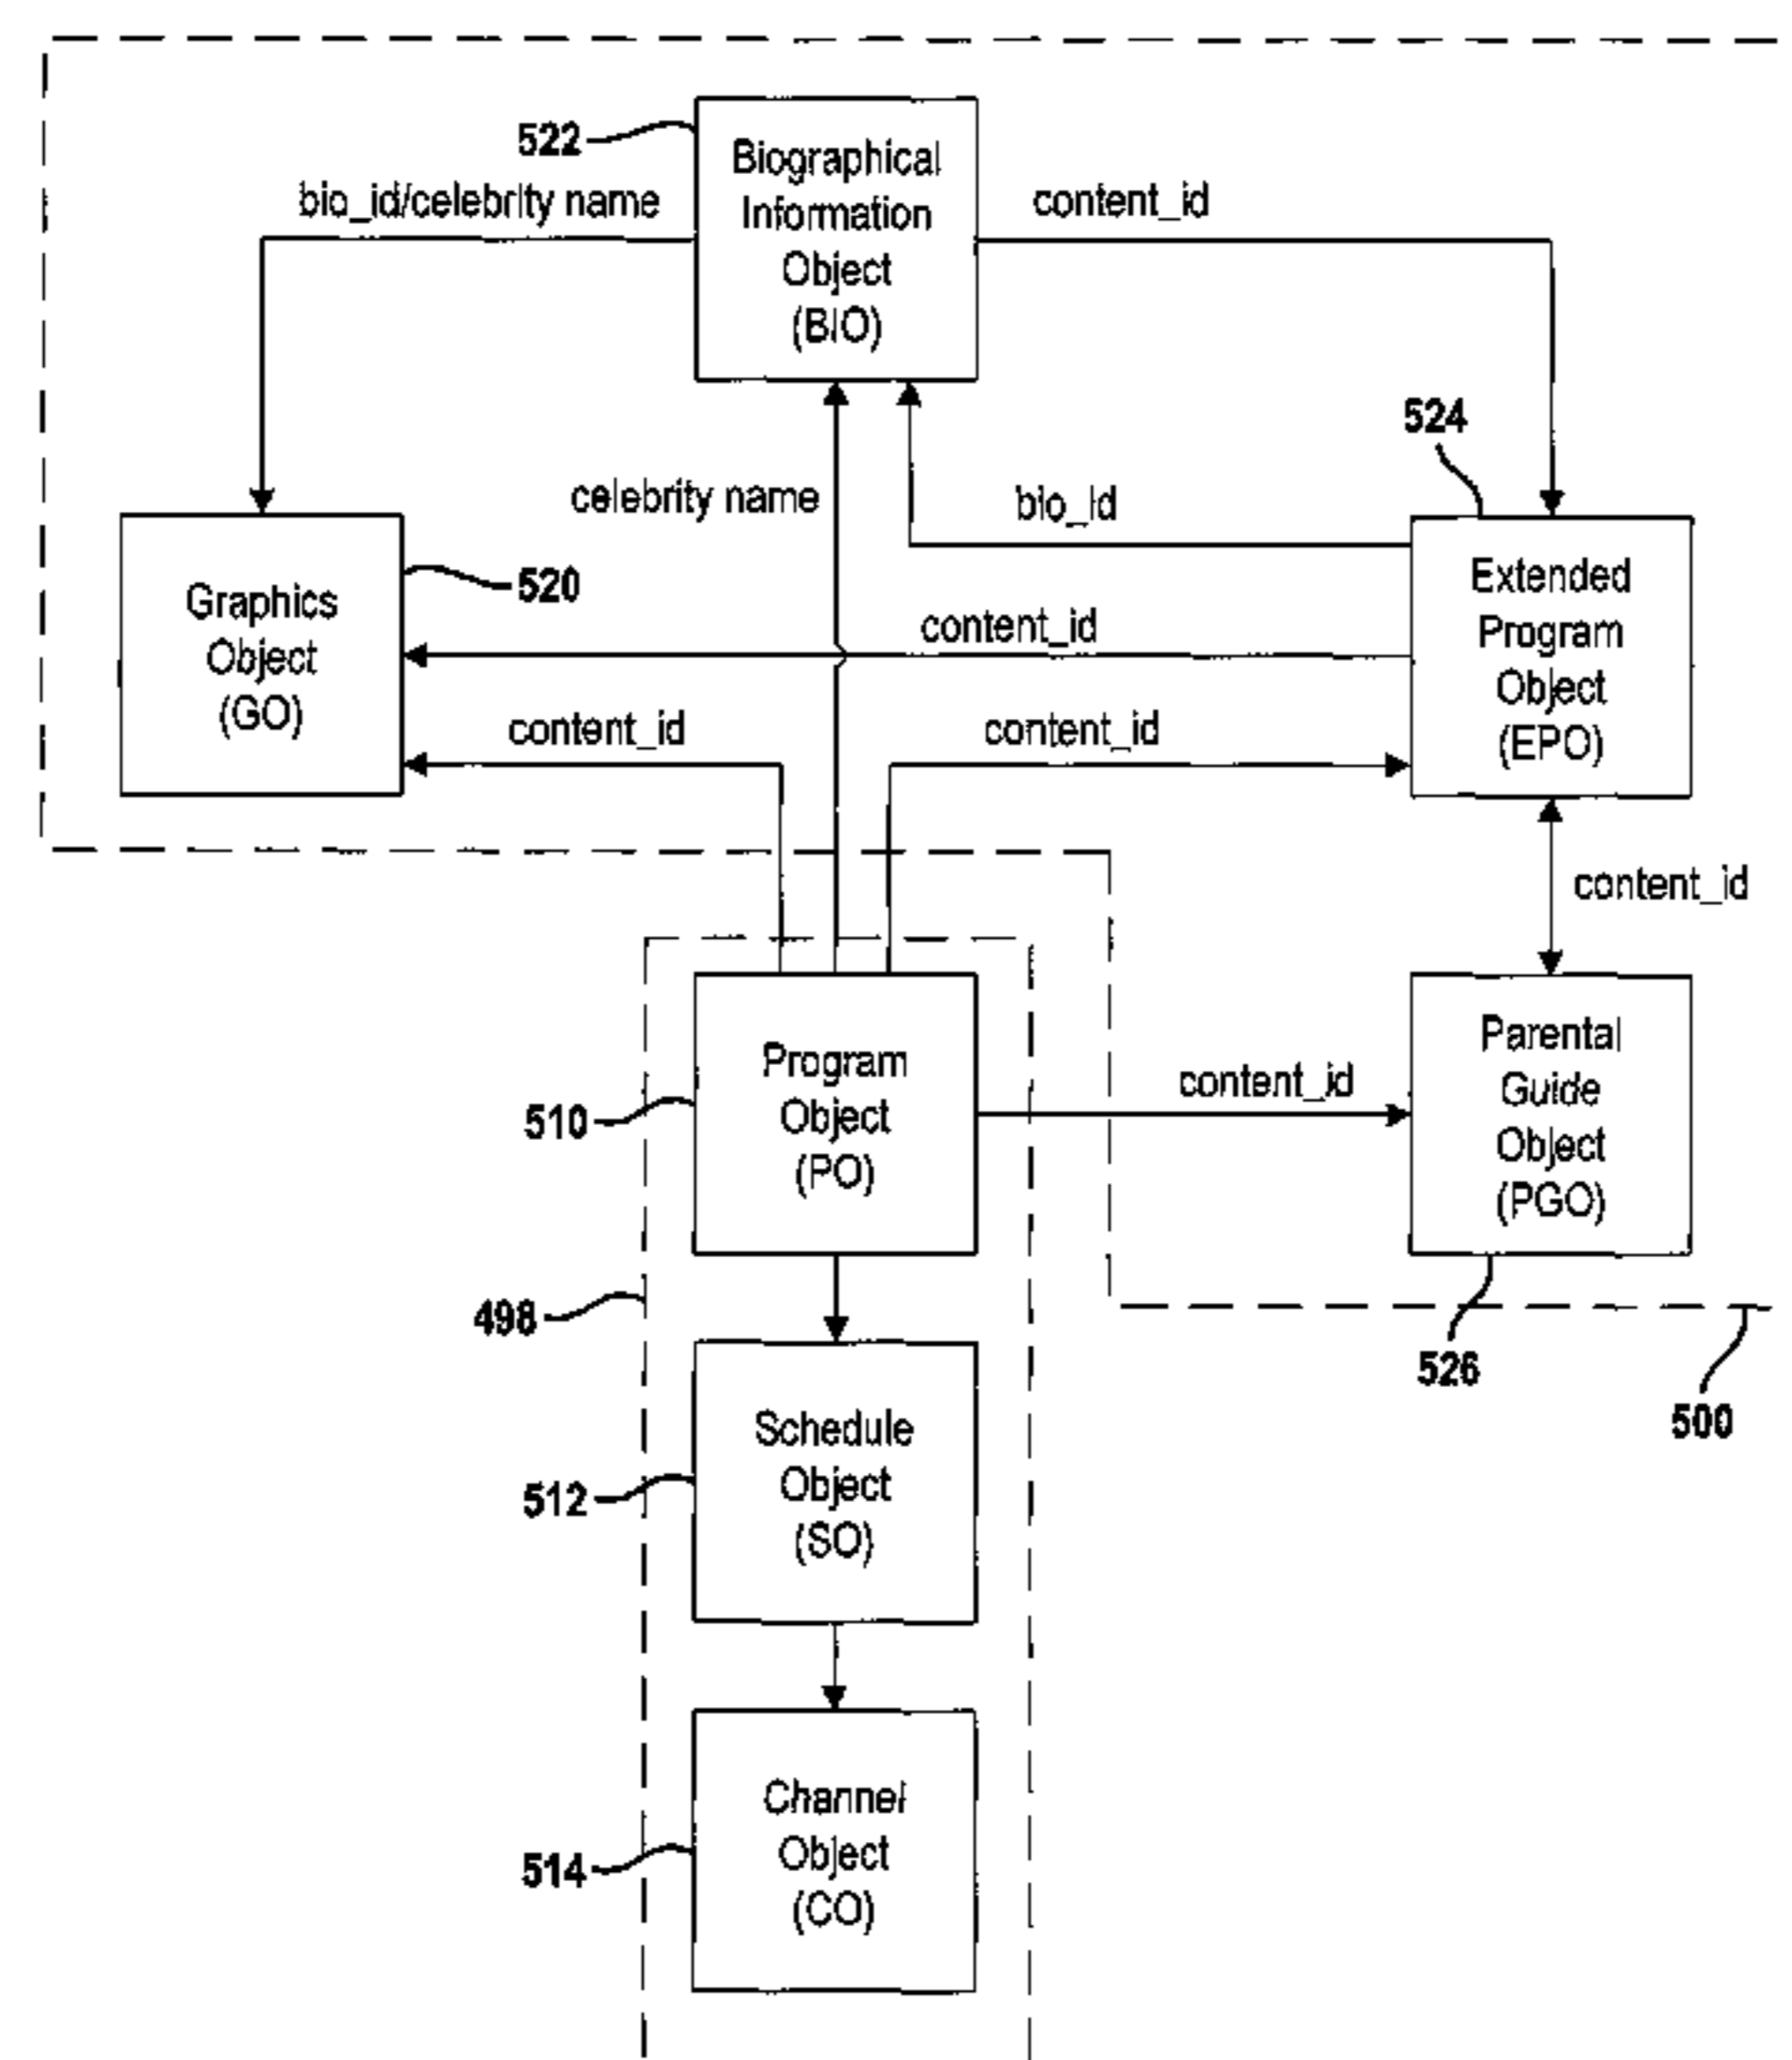 522
Biographical
Information
Object
(BIO)
bio_id/celebrity name
content_id
524
celebrity name
bio_id
Graphics
Object
(GO)
520
Extended
Program
Object
(EPO)
content_id
content_id
content_id
content_id
Program
Object
(PO)
510
content_id
Parental
Guide
Object
(PGO)
498
526
500
Schedule
Object
(SO)
512
Channel
Object
(CO)
514